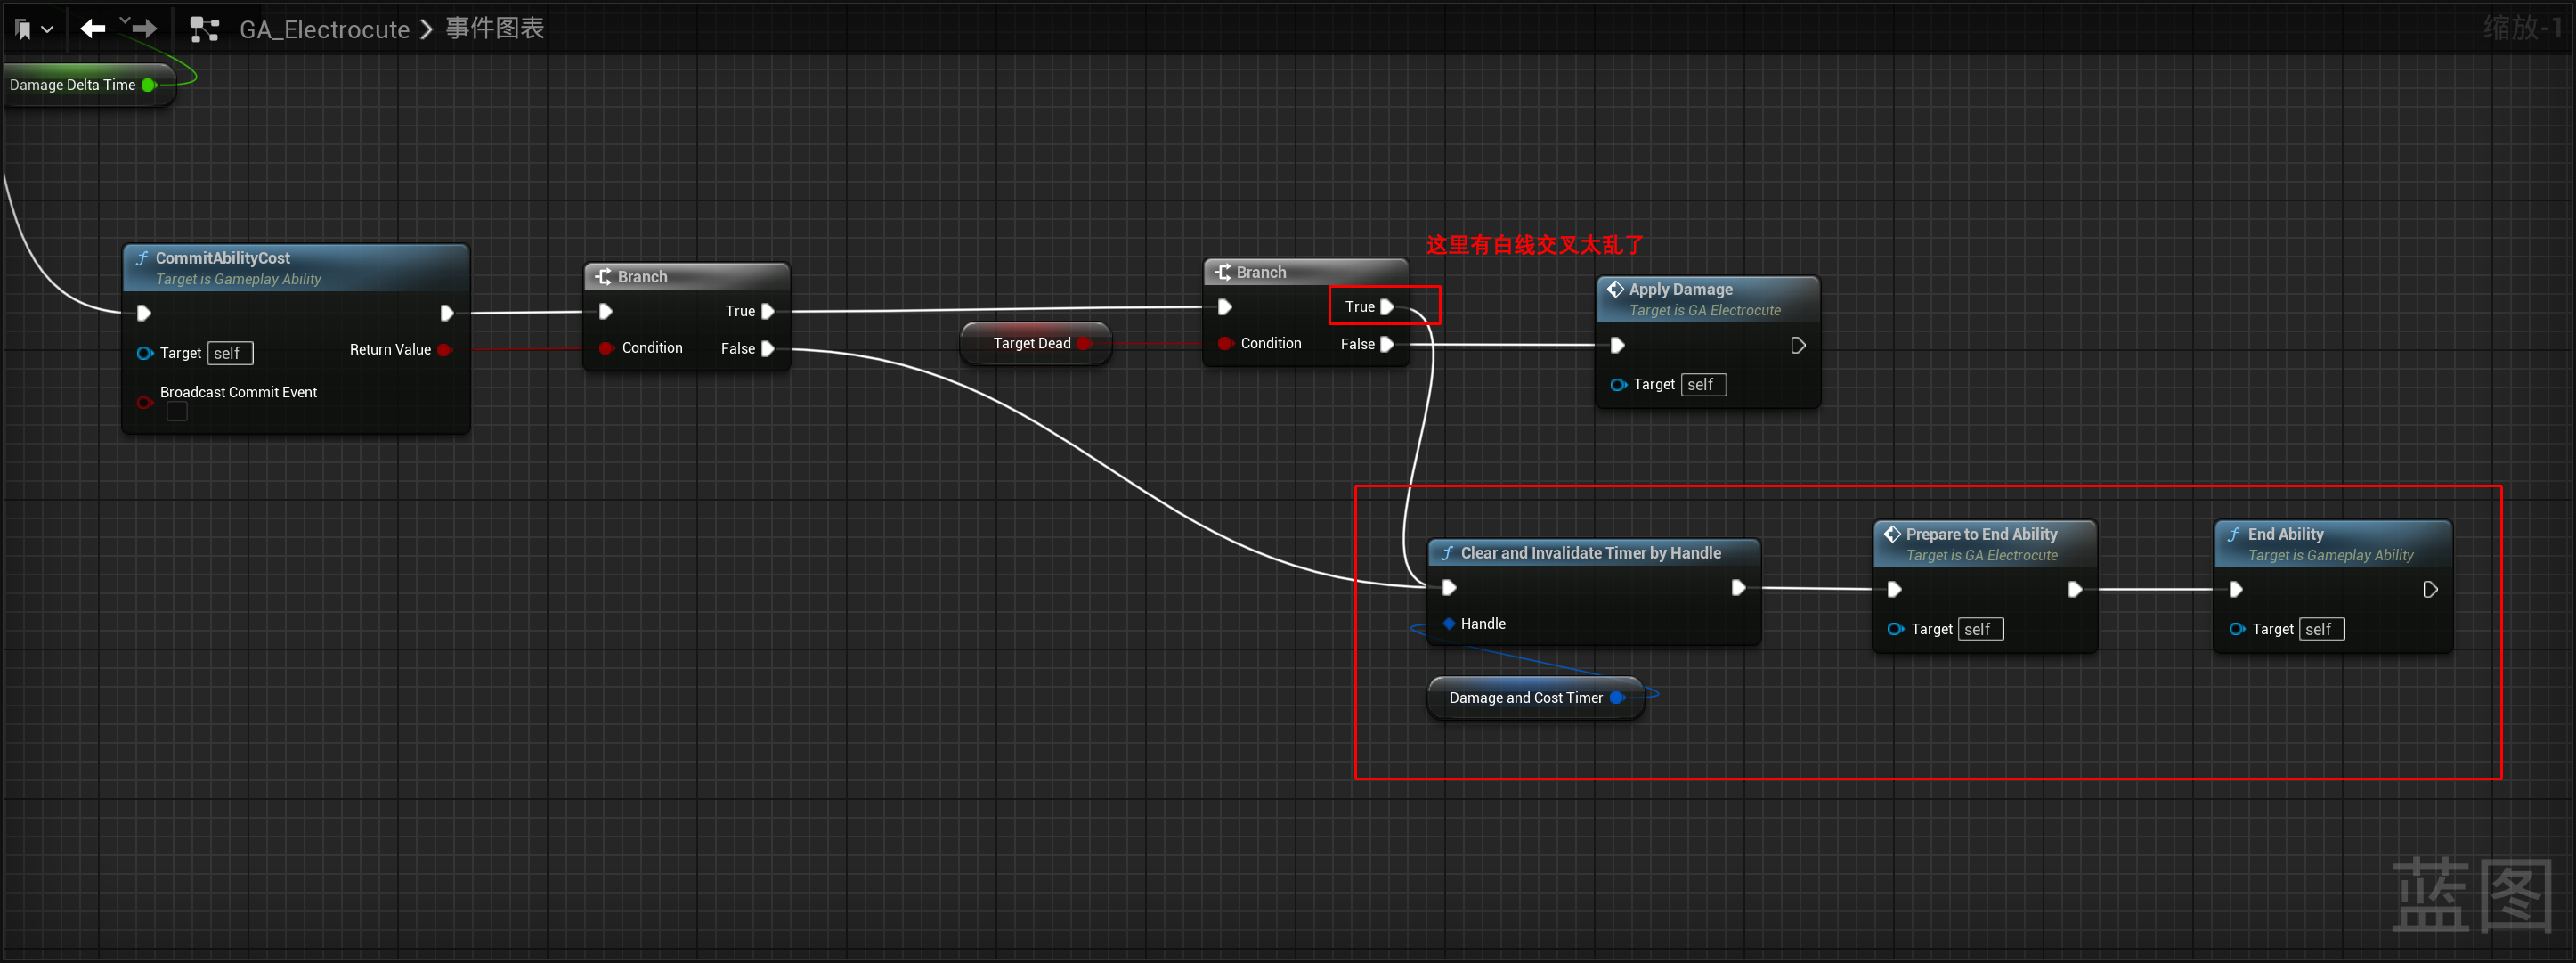 GA_Electrocute > 事件图表
缩放-1
Damage Delta Time
这里有白线交叉太乱了
CommitAbilityCost
Target is Gameplay Ability
Target self
Return Value
Broadcast Commit Event
Branch
True
Condition
False
Target Dead
Branch
True
Condition
False
Apply Damage
Target is GA Electrocute
Target self
Clear and Invalidate Timer by Handle
Handle
Damage and Cost Timer
Prepare to End Ability
Target is GA Electrocute
Target self
End Ability
Target is Gameplay Ability
Target self
蓝图